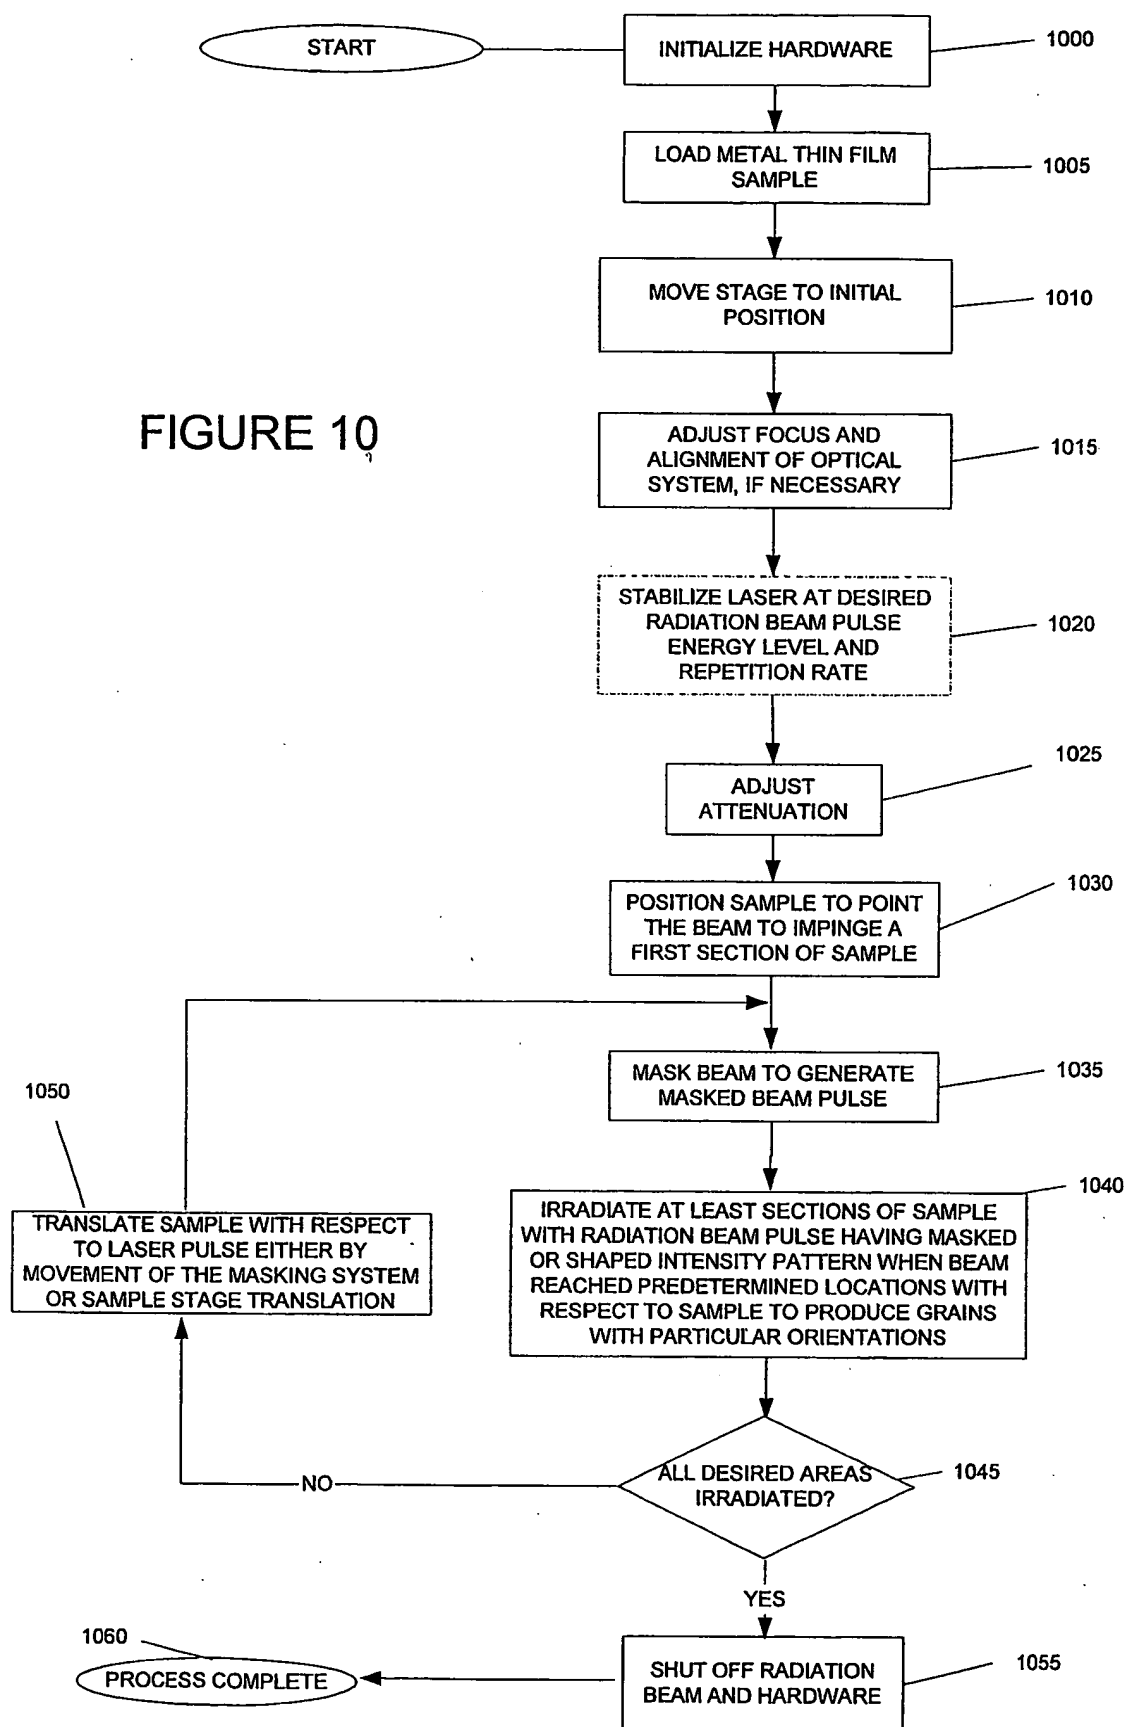 START
INITIALIZE HARDWARE
1000
LOAD METAL THIN FILM
SAMPLE
1005
MOVE STAGE TO INITIAL
POSITION
1010
FIGURE 10
ADJUST FOCUS AND
ALIGNMENT OF OPTICAL
SYSTEM, IF NECESSARY
1015
STABILIZE LASER AT DESIRED
RADIATION BEAM PULSE
ENERGY LEVEL AND
REPETITION RATE
1020
ADJUST
ATTENUATION
1025
POSITION SAMPLE TO POINT
THE BEAM TO IMPINGE A
FIRST SECTION OF SAMPLE
1030
MASK BEAM TO GENERATE
MASKED BEAM PULSE
1035
1050
TRANSLATE SAMPLE WITH RESPECT
TO LASER PULSE EITHER BY
MOVEMENT OF THE MASKING SYSTEM
OR SAMPLE STAGE TRANSLATION
1040
IRRADIATE AT LEAST SECTIONS OF SAMPLE
WITH RADIATION BEAM PULSE HAVING MASKED
OR SHAPED INTENSITY PATTERN WHEN BEAM
REACHED PREDETERMINED LOCATIONS WITH
RESPECT TO SAMPLE TO PRODUCE GRAINS
WITH PARTICULAR ORIENTATIONS
ALL DESIRED AREAS
IRRADIATED?
1045
NO
YES
1060
PROCESS COMPLETE
SHUT OFF RADIATION
BEAM AND HARDWARE
1055